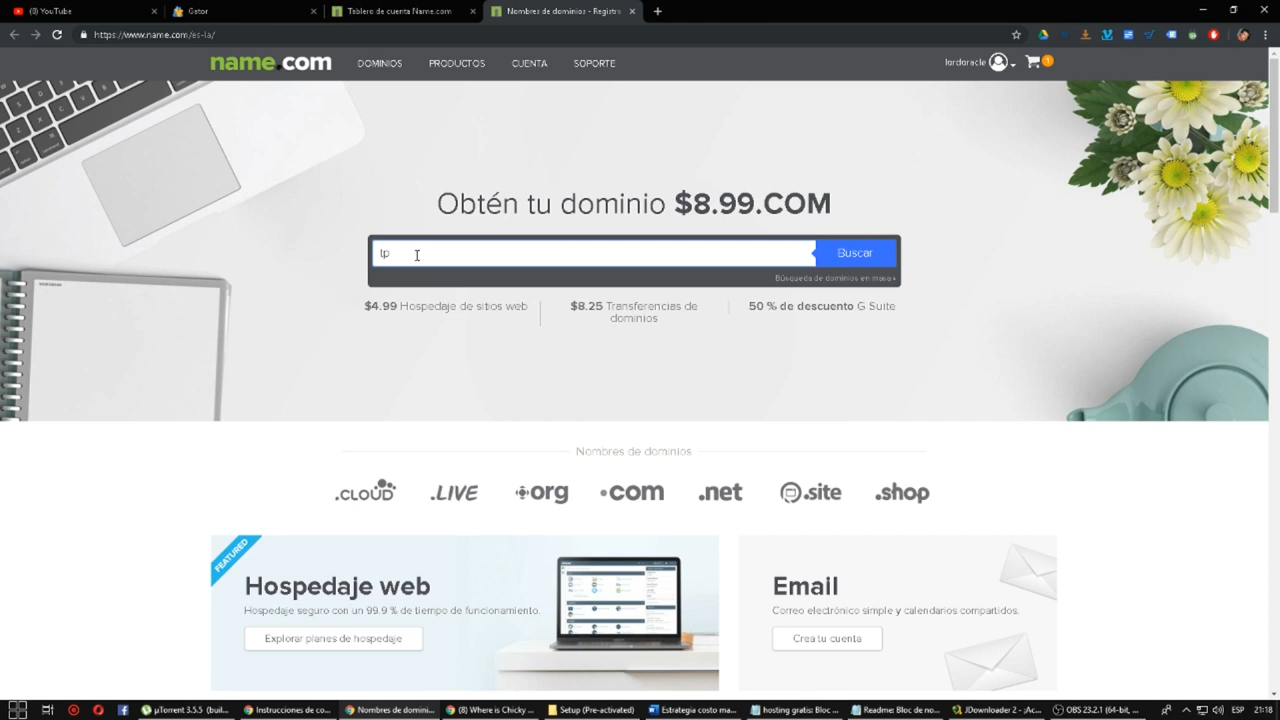 (0) YouTube
Gator
Tablero de cuenta Name.com
Nombres de dominios - Registro
https://www.name.com/es-la/
name.com
DOMINIOS
PRODUCTOS
CUENTA
SOPORTE
lordoracle
1
Obtén tu dominio $8.99.COM
tp
Buscar
Búsqueda de dominios en masa
$4.99 Hospedaje de sitios web
$8.25 Transferencias de
dominios
50 % de descuento G Suite
Nombres de dominios
.CLOUD
.LIVE
org
.com
.net
.site
.shop
FEATURED
Hospedaje web
Hospedaje seguro con un 99.9 % de tiempo de funcionamiento.
Explorar planes de hospedaje
Email
Correo electrónico simple y calendarios compartidos.
Crea tu cuenta
µTorrent 3.5.5 (buil...
Instrucciones de co...
Nombres de domini...
(8) Where is Chicky ...
Setup (Pre-activated)
Estrategia costo ma...
hosting gratis: Bloc ...
Readme: Bloc de no...
JDownloader 2 - ¡Ac...
OBS 23.2.1 (64-bit, ...
ESP
21:18